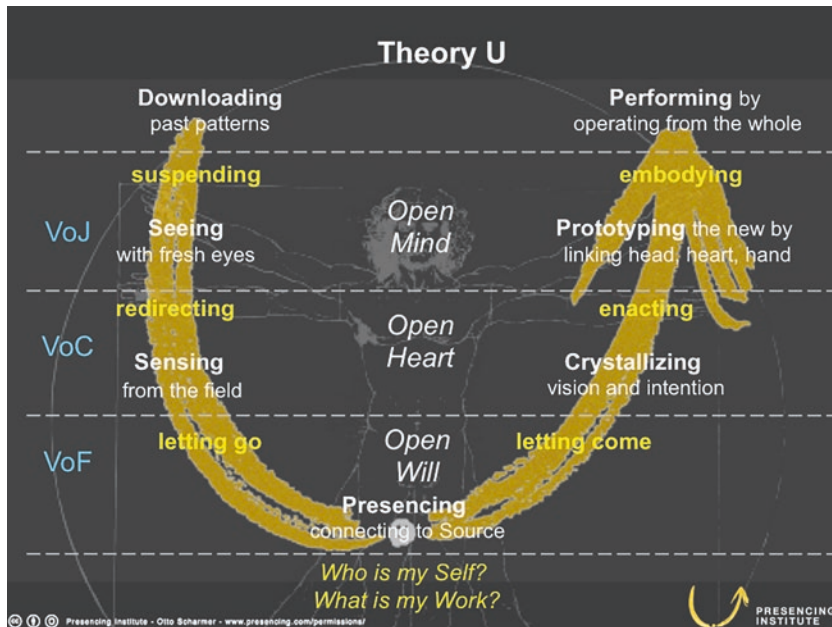 Theory U
Downloading
past patterns
Performing by
operating from the whole
suspending
embodying
VoJ
Seeing
with fresh eyes
Open
Mind
Prototyping the new by
linking head, heart, hand
redirecting
enacting
VoC
Open
Heart
Sensing
from the field
Crystallizing
vision and intention
letting go
letting come
VoF
Open
Will
Presencing
connecting to Source
Who is my Self?
What is my Work?
cc Presencing Institute - Otto Scharmer - www.presencing.com/permissions/
PRESENCING
INSTITUTE